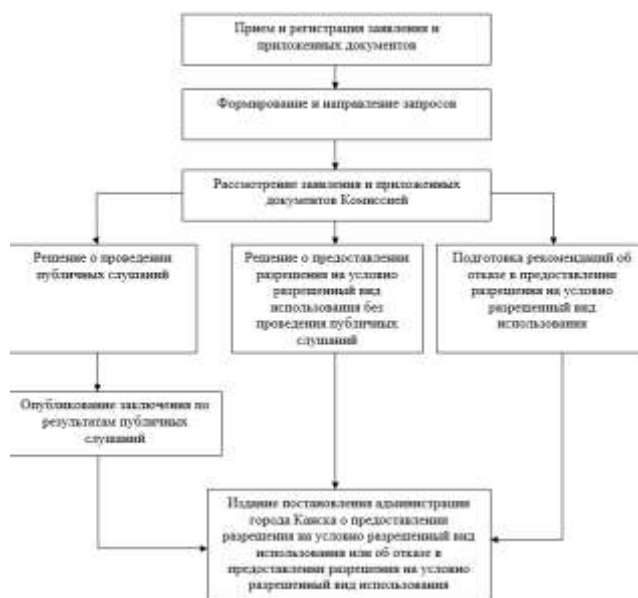 Прием и регистрация заявления и
приложенных документов
Формирование и направление запросов
Рассмотрение заявления и приложенных
документов Комиссией
Решение о проведении
публичных слушаний
Решение о предоставлении
разрешения на условно
разрешенный вид
использования без
проведения публичных
слушаний
Подготовка рекомендаций об
отказе в предоставления
разрешения на условно
разрешенный вид
использования
Опубликование заключения по
результатам публичных
слушаний
Издание постановления администрации
города Канска о предоставлении
разрешения на условно разрешенный вид
использования или об отказе в
предоставлении разрешения на условно
разрешенный вид использования